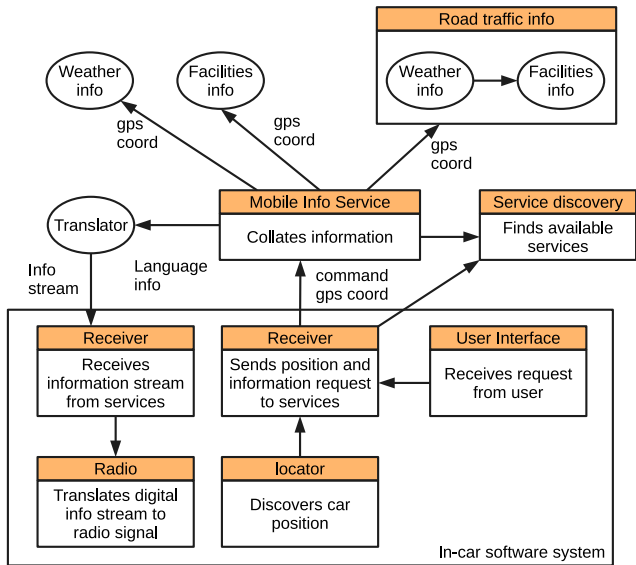 Road traffic info
Weather
info
Facilities
info
Weather
info
Facilities
info
gps
coord
gps
coord
gps
coord
Mobile Info Service
Collates information
Service discovery
Finds available
services
Translator
Info
stream
Language
info
command
gps coord
Receiver
Receives
information stream
from services
Receiver
Sends position and
information request
to services
User Interface
Receives request
from user
Radio
Translates digital
info stream to
radio signal
locator
Discovers car
position
In-car software system